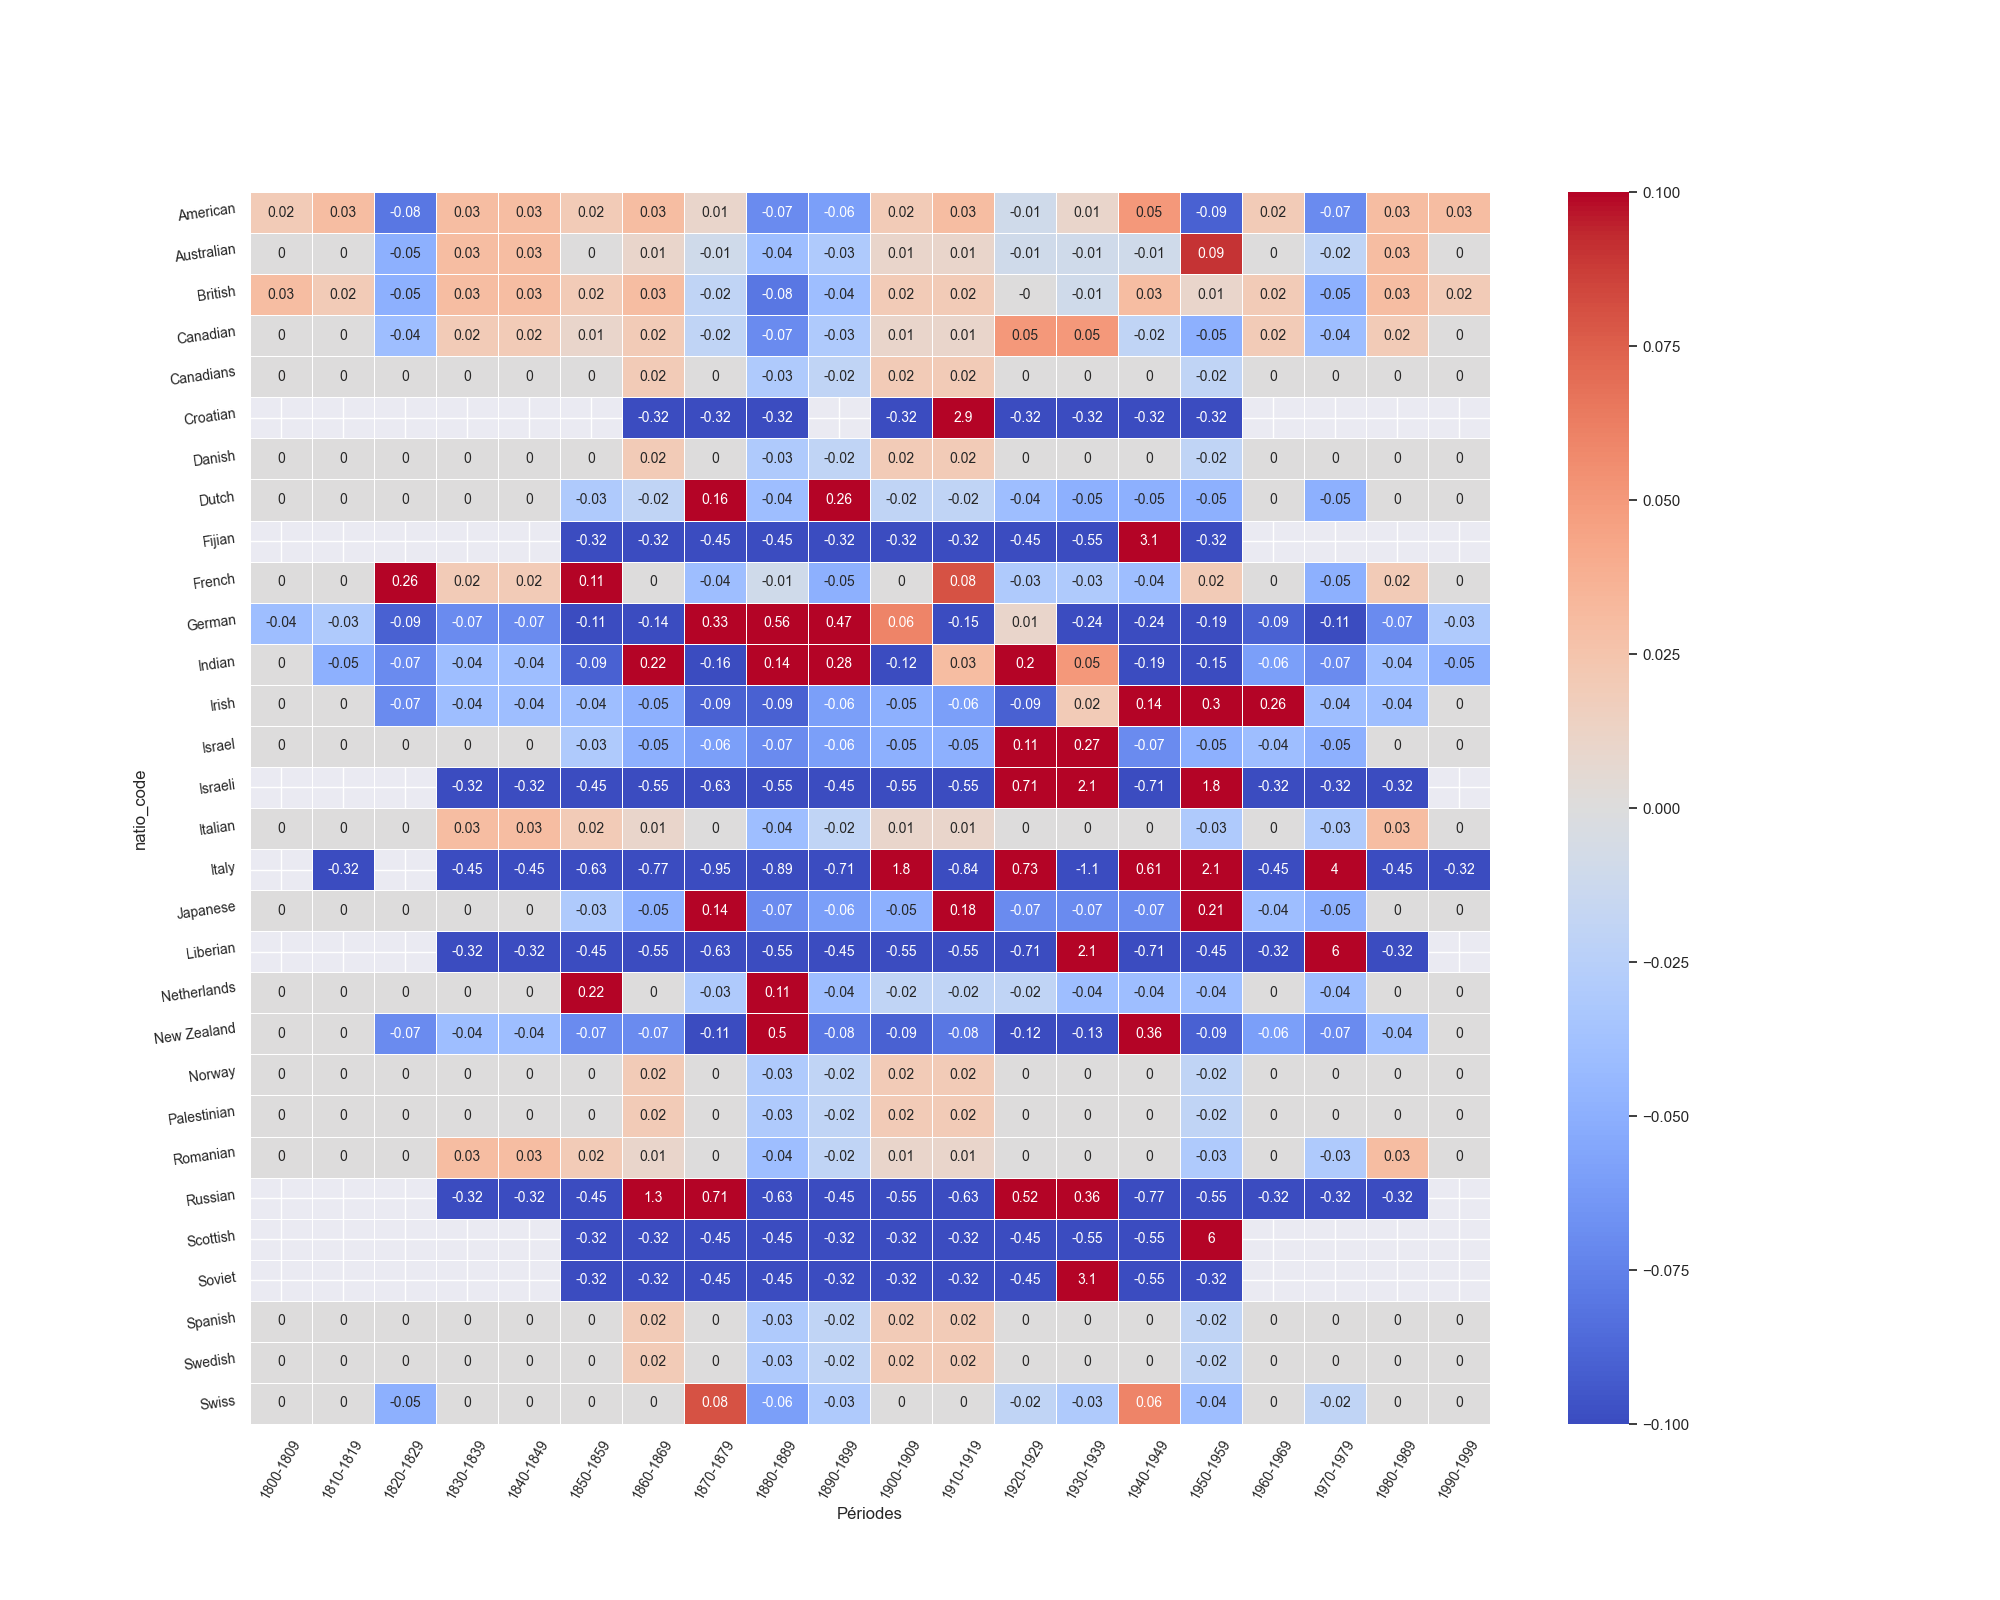 American 0.02 0.03 -0.08 0.03 0.03 0.02 0.03 0.01 -0.07 -0.06 0.02 0.03 -0.01 0.01 0.05 -0.09 0.02 -0.07 0.03 0.03
Australian 0 0 -0.05 0.03 0.03 0 0.01 -0.01 -0.04 -0.03 0.01 0.01 -0.01 -0.01 -0.01 0.09 0 -0.02 0.03 0
British 0.03 0.02 -0.05 0.03 0.03 0.02 0.03 -0.02 -0.08 -0.04 0.02 0.02 -0 -0.01 0.03 0.01 0.02 -0.05 0.03 0.02
Canadian 0 0 -0.04 0.02 0.02 0.01 0.02 -0.02 -0.07 -0.03 0.01 0.01 0.05 0.05 -0.02 -0.05 0.02 -0.04 0.02 0
Canadians 0 0 0 0 0 0 0.02 0 -0.03 -0.02 0.02 0.02 0 0 0 -0.02 0 0 0 0
Croatian -0.32 -0.32 -0.32 -0.32 2.9 -0.32 -0.32 -0.32 -0.32
Danish 0 0 0 0 0 0 0.02 0 -0.03 -0.02 0.02 0.02 0 0 0 -0.02 0 0 0 0
Dutch 0 0 0 0 0 -0.03 -0.02 0.16 -0.04 0.26 -0.02 -0.02 -0.04 -0.05 -0.05 -0.05 0 -0.05 0 0
Fijian -0.32 -0.32 -0.45 -0.45 -0.32 -0.32 -0.32 -0.45 -0.55 3.1 -0.32
French 0 0 0.26 0.02 0.02 0.11 0 -0.04 -0.01 -0.05 0 0.08 -0.03 -0.03 -0.04 0.02 0 -0.05 0.02 0
German -0.04 -0.03 -0.09 -0.07 -0.07 -0.11 -0.14 0.33 0.56 0.47 0.06 -0.15 0.01 -0.24 -0.24 -0.19 -0.09 -0.11 -0.07 -0.03
Indian 0 -0.05 -0.07 -0.04 -0.04 -0.09 0.22 -0.16 0.14 0.28 -0.12 0.03 0.2 0.05 -0.19 -0.15 -0.06 -0.07 -0.04 -0.05
Irish 0 0 -0.07 -0.04 -0.04 -0.04 -0.05 -0.09 -0.09 -0.06 -0.05 -0.06 -0.09 0.02 0.14 0.3 0.26 -0.04 -0.04 0
Israel 0 0 0 0 0 -0.03 -0.05 -0.06 -0.07 -0.06 -0.05 -0.05 0.11 0.27 -0.07 -0.05 -0.04 -0.05 0 0
Israeli -0.32 -0.32 -0.45 -0.55 -0.63 -0.55 -0.45 -0.55 -0.55 0.71 2.1 -0.71 1.8 -0.32 -0.32 -0.32
Italian 0 0 0 0.03 0.03 0.02 0.01 0 -0.04 -0.02 0.01 0.01 0 0 0 -0.03 0 -0.03 0.03 0
Italy -0.32 -0.45 -0.45 -0.63 -0.77 -0.95 -0.89 -0.71 1.8 -0.84 0.73 -1.1 0.61 2.1 -0.45 4 -0.45 -0.32
Japanese 0 0 0 0 0 -0.03 -0.05 0.14 -0.07 -0.06 -0.05 0.18 -0.07 -0.07 -0.07 0.21 -0.04 -0.05 0 0
Liberian -0.32 -0.32 -0.45 -0.55 -0.63 -0.55 -0.45 -0.55 -0.55 -0.71 2.1 -0.71 -0.45 -0.32 6 -0.32
Netherlands 0 0 0 0 0 0.22 0 -0.03 0.11 -0.04 -0.02 -0.02 -0.02 -0.04 -0.04 -0.04 0 -0.04 0 0
New Zealand 0 0 -0.07 -0.04 -0.04 -0.07 -0.07 -0.11 0.5 -0.08 -0.09 -0.08 -0.12 -0.13 0.36 -0.09 -0.06 -0.07 -0.04 0
Norway 0 0 0 0 0 0 0.02 0 -0.03 -0.02 0.02 0.02 0 0 0 -0.02 0 0 0 0
Palestinian 0 0 0 0 0 0 0.02 0 -0.03 -0.02 0.02 0.02 0 0 0 -0.02 0 0 0 0
Romanian 0 0 0 0.03 0.03 0.02 0.01 0 -0.04 -0.02 0.01 0.01 0 0 0 -0.03 0 -0.03 0.03 0
Russian -0.32 -0.32 -0.45 1.3 0.71 -0.63 -0.45 -0.55 -0.63 0.52 0.36 -0.77 -0.55 -0.32 -0.32 -0.32
Scottish -0.32 -0.32 -0.45 -0.45 -0.32 -0.32 -0.32 -0.45 -0.55 -0.55 6
Soviet -0.32 -0.32 -0.45 -0.45 -0.32 -0.32 -0.32 -0.45 3.1 -0.55 -0.32
Spanish 0 0 0 0 0 0 0.02 0 -0.03 -0.02 0.02 0.02 0 0 0 -0.02 0 0 0 0
Swedish 0 0 0 0 0 0 0.02 0 -0.03 -0.02 0.02 0.02 0 0 0 -0.02 0 0 0 0
Swiss 0 0 -0.05 0 0 0 0 0.08 -0.06 -0.03 0 0 -0.02 -0.03 0.06 -0.04 0 -0.02 0 0
natio_code
1800-1809 1810-1819 1820-1829 1830-1839 1840-1849 1850-1859 1860-1869 1870-1879 1880-1889 1890-1899 1900-1909 1910-1919 1920-1929 1930-1939 1940-1949 1950-1959 1960-1969 1970-1979 1980-1989 1990-1999
Périodes
0.100
0.075
0.050
0.025
0.000
−0.025
−0.050
−0.075
−0.100